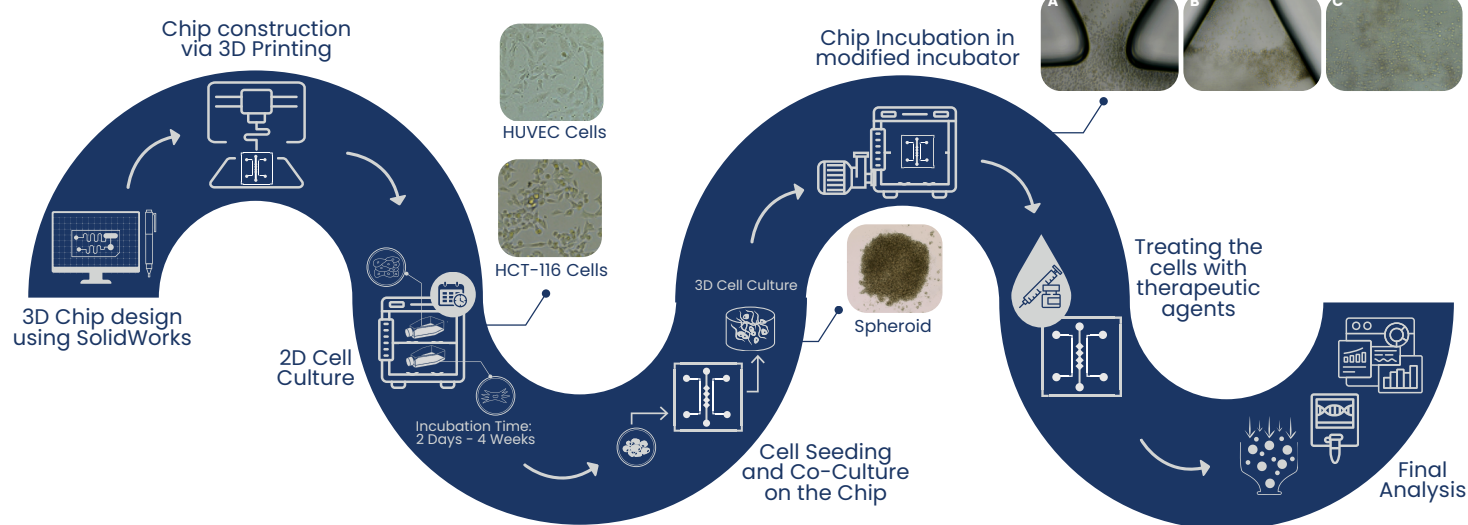 Chip construction
via 3D Printing
3D Chip design
using SolidWorks
HUVEC Cells
HCT-116 Cells
2D Cell
Culture
Incubation Time:
2 Days - 4 Weeks
3D Cell Culture
Cell Seeding
and Co-Culture
on the Chip
Spheroid
Chip Incubation in
modified incubator
A
B
C
Treating the
cells with
therapeutic
agents
Final
Analysis